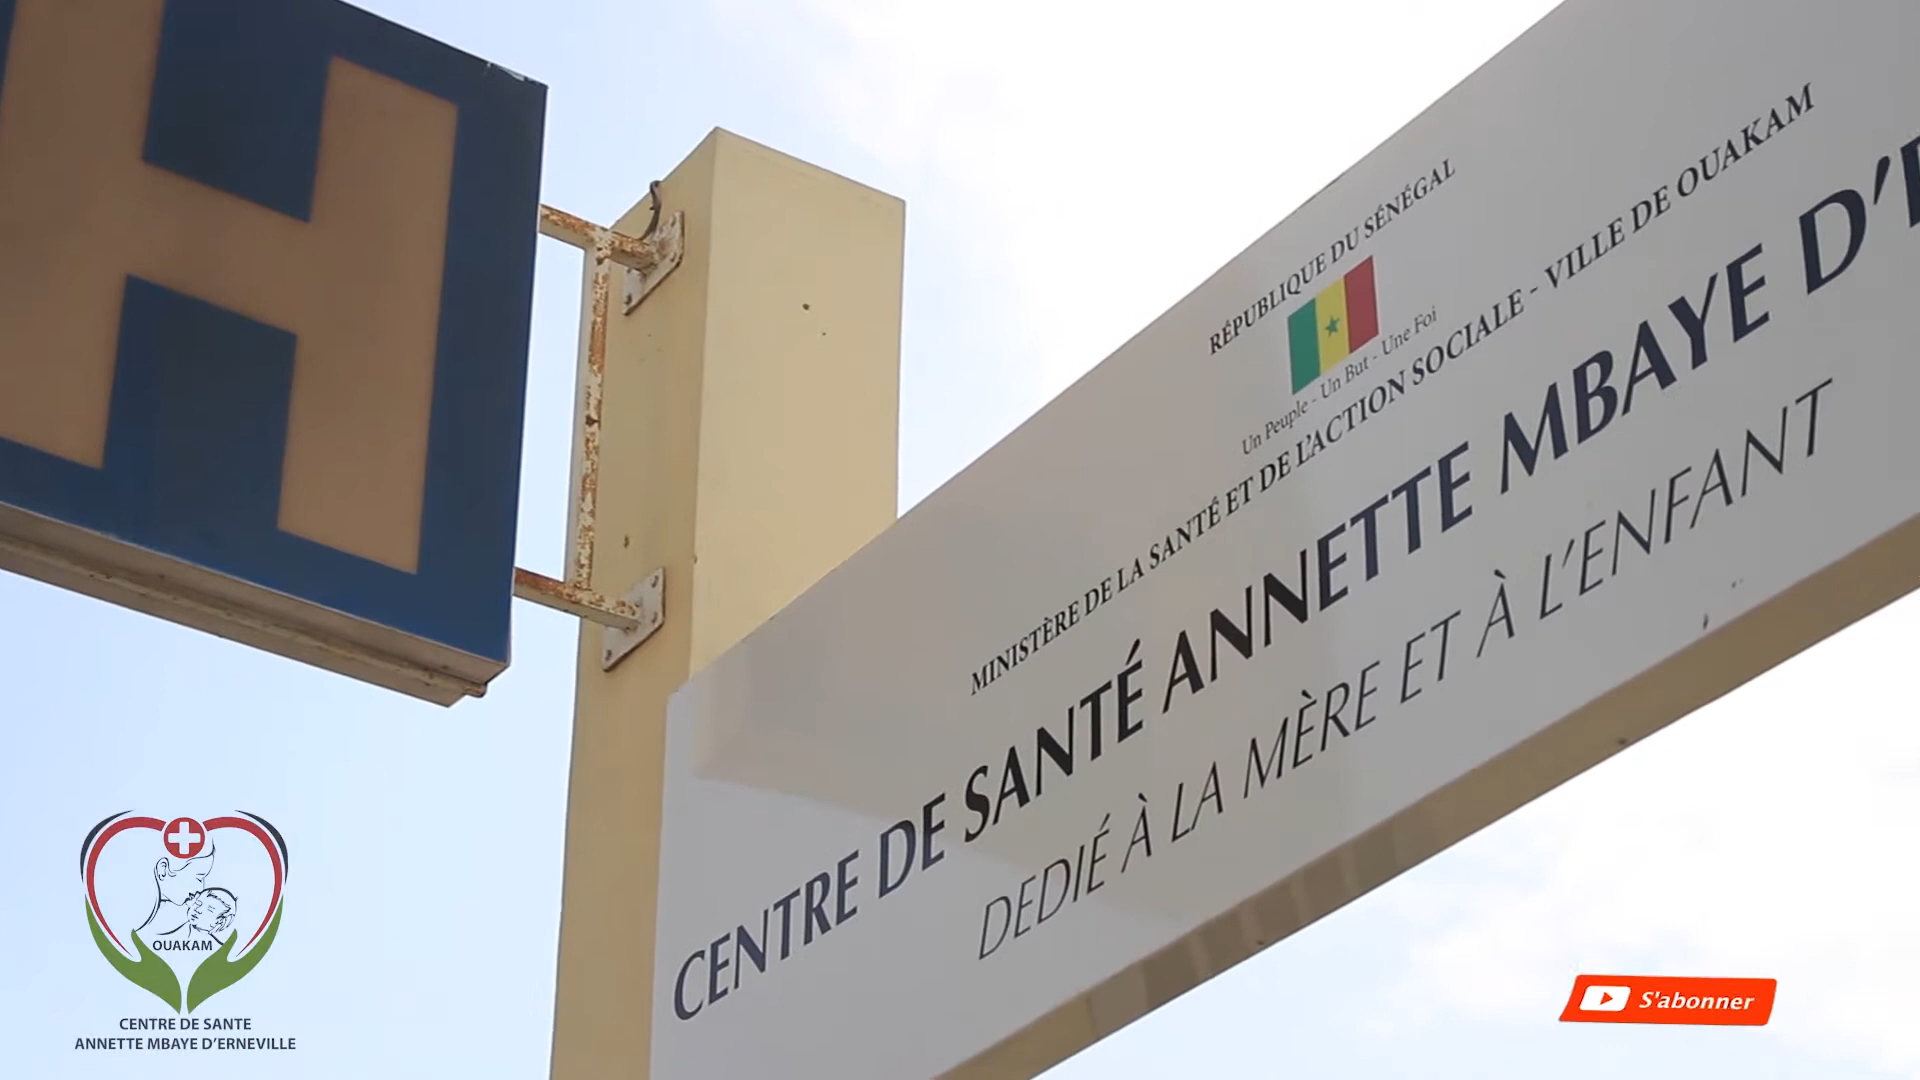 H
RÉPUBLIQUE DU SÉNÉGAL
Un Peuple - Un But - Une Foi
MINISTÈRE DE LA SANTÉ ET DE L'ACTION SOCIALE - VILLE DE OUAKAM
CENTRE DE SANTÉ ANNETTE MBAYE D'
DEDIÉ À LA MÈRE ET À L'ENFANT
OUAKAM
CENTRE DE SANTE
ANNETTE MBAYE D'ERNEVILLE
S'abonner